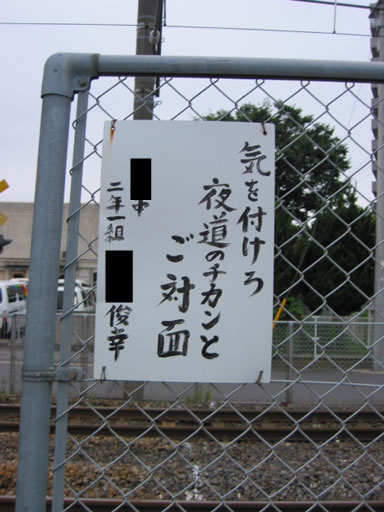 気を付けろ
夜道のチカンと
ご対面
中
二年一組 俊幸